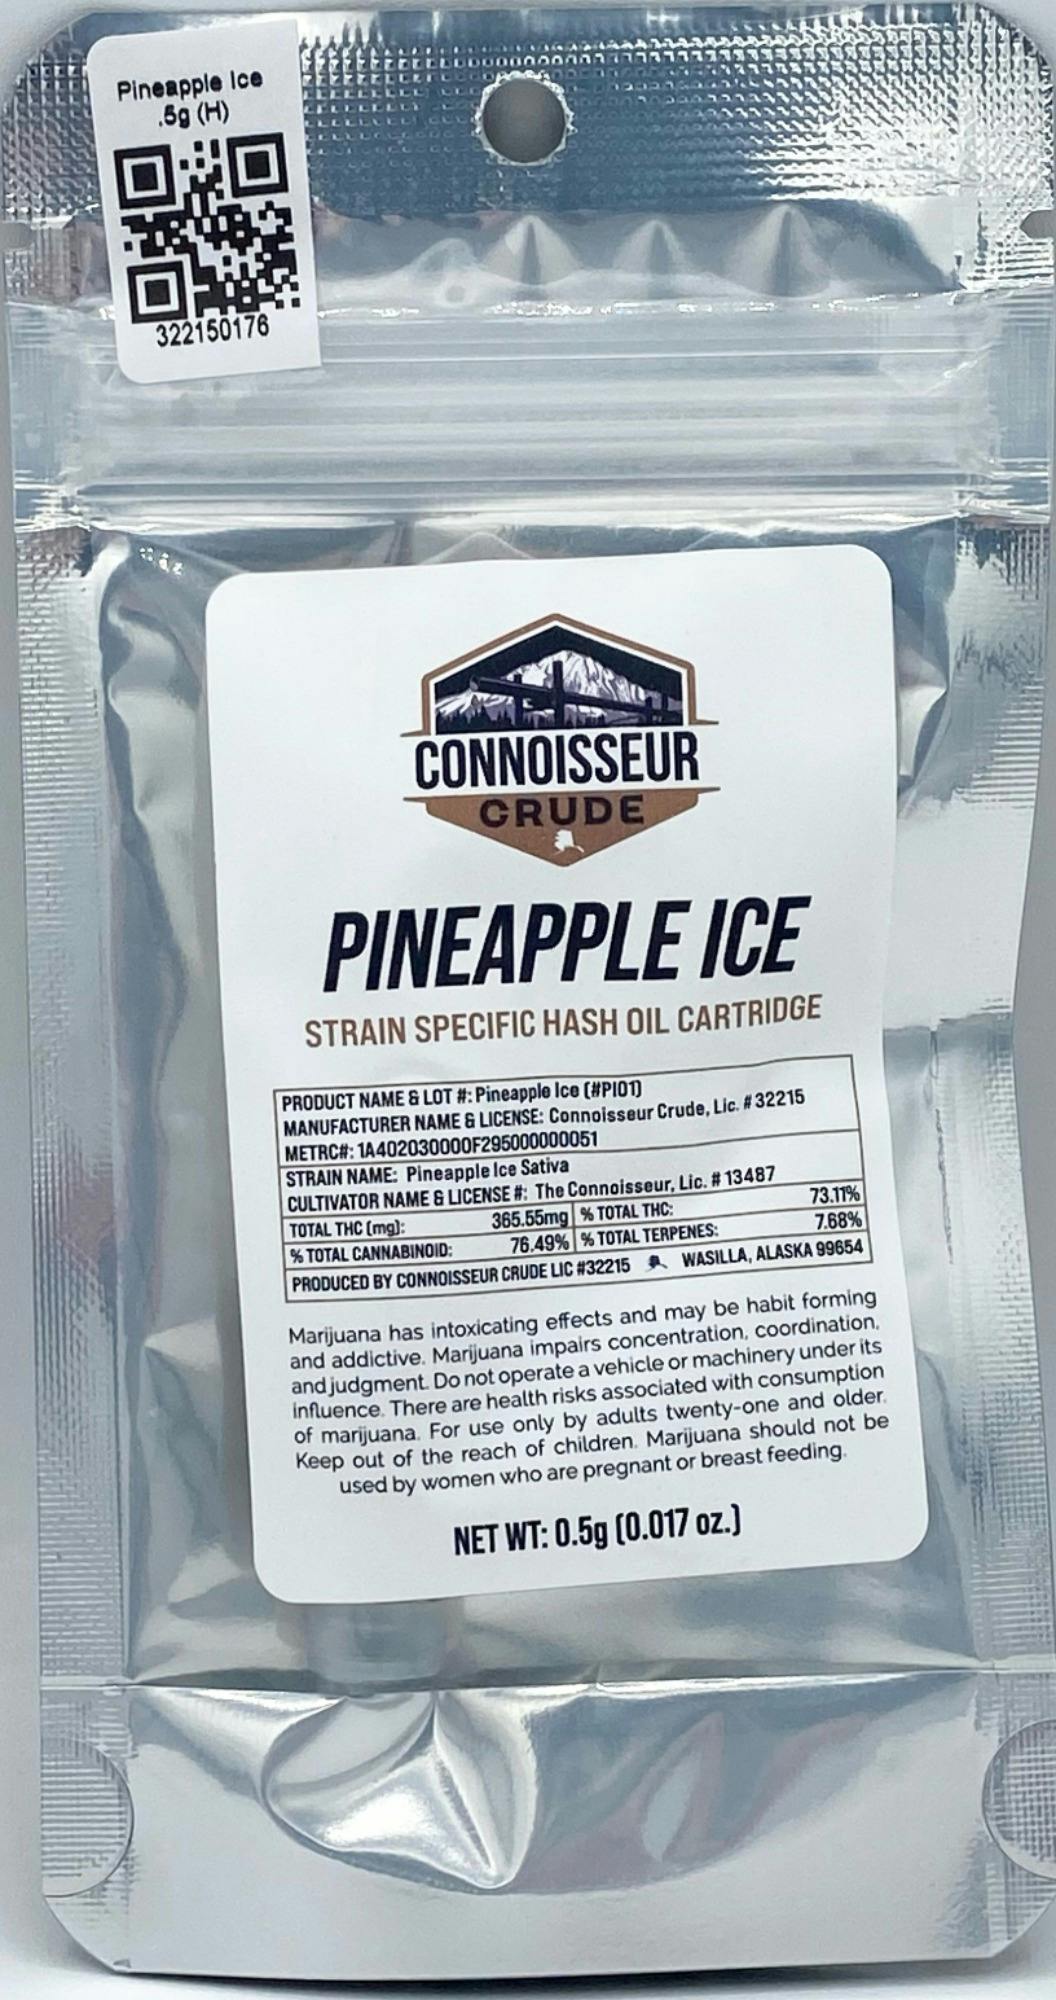 Pineapple Ice
.5g (H)
322150176
CONNOISSEUR
CRUDE
PINEAPPLE ICE
STRAIN SPECIFIC HASH OIL CARTRIDGE
PRODUCT NAME & LOT #: Pineapple Ice (#PI01)
MANUFACTURER NAME & LICENSE: Connoisseur Crude, Lic. # 32215
METRC#: 1A402030000F295000000051
STRAIN NAME: Pineapple Ice Sativa
CULTIVATOR NAME & LICENSE #: The Connoisseur, Lic. # 13487
TOTAL THC (mg): 365.55mg % TOTAL THC: 73.11%
% TOTAL CANNABINOID: 76.49% % TOTAL TERPENES: 7.68%
PRODUCED BY CONNOISSEUR CRUDE LIC #32215 WASILLA, ALASKA 99654
Marijuana has intoxicating effects and may be habit forming
and addictive. Marijuana impairs concentration, coordination,
and judgment. Do not operate a vehicle or machinery under its
influence. There are health risks associated with consumption
of marijuana. For use only by adults twenty-one and older.
Keep out of the reach of children. Marijuana should not be
used by women who are pregnant or breast feeding.
NET WT: 0.5g (0.017 oz.)